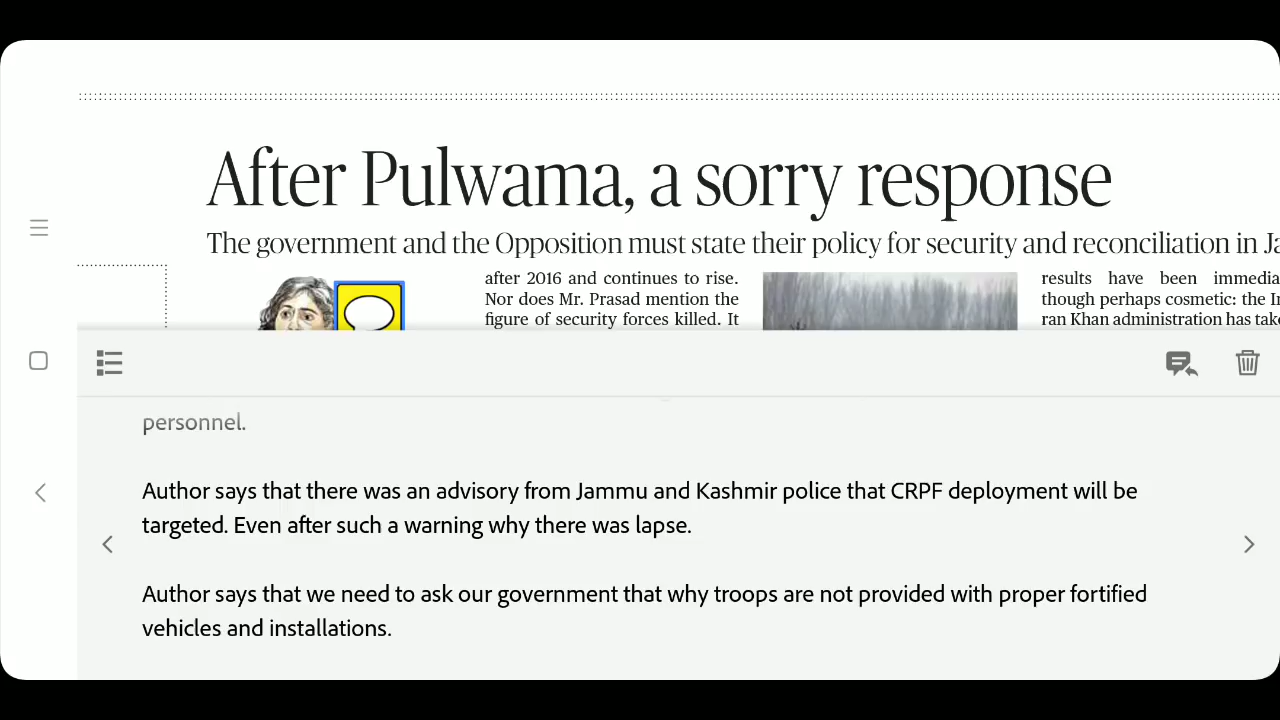 After Pulwama, a sorry response
The government and the Opposition must state their policy for security and reconciliation in
after 2016 and continues to rise.
Nor does Mr. Prasad mention the
figure of security forces killed. It
results have been
though perhaps cosmetic: the
ran Khan administration has
personnel.
Author says that there was an advisory from Jammu and Kashmir police that CRPF deployment will be
targeted. Even after such a warning why there was lapse.
Author says that we need to ask our government that why troops are not provided with proper fortified
vehicles and installations.